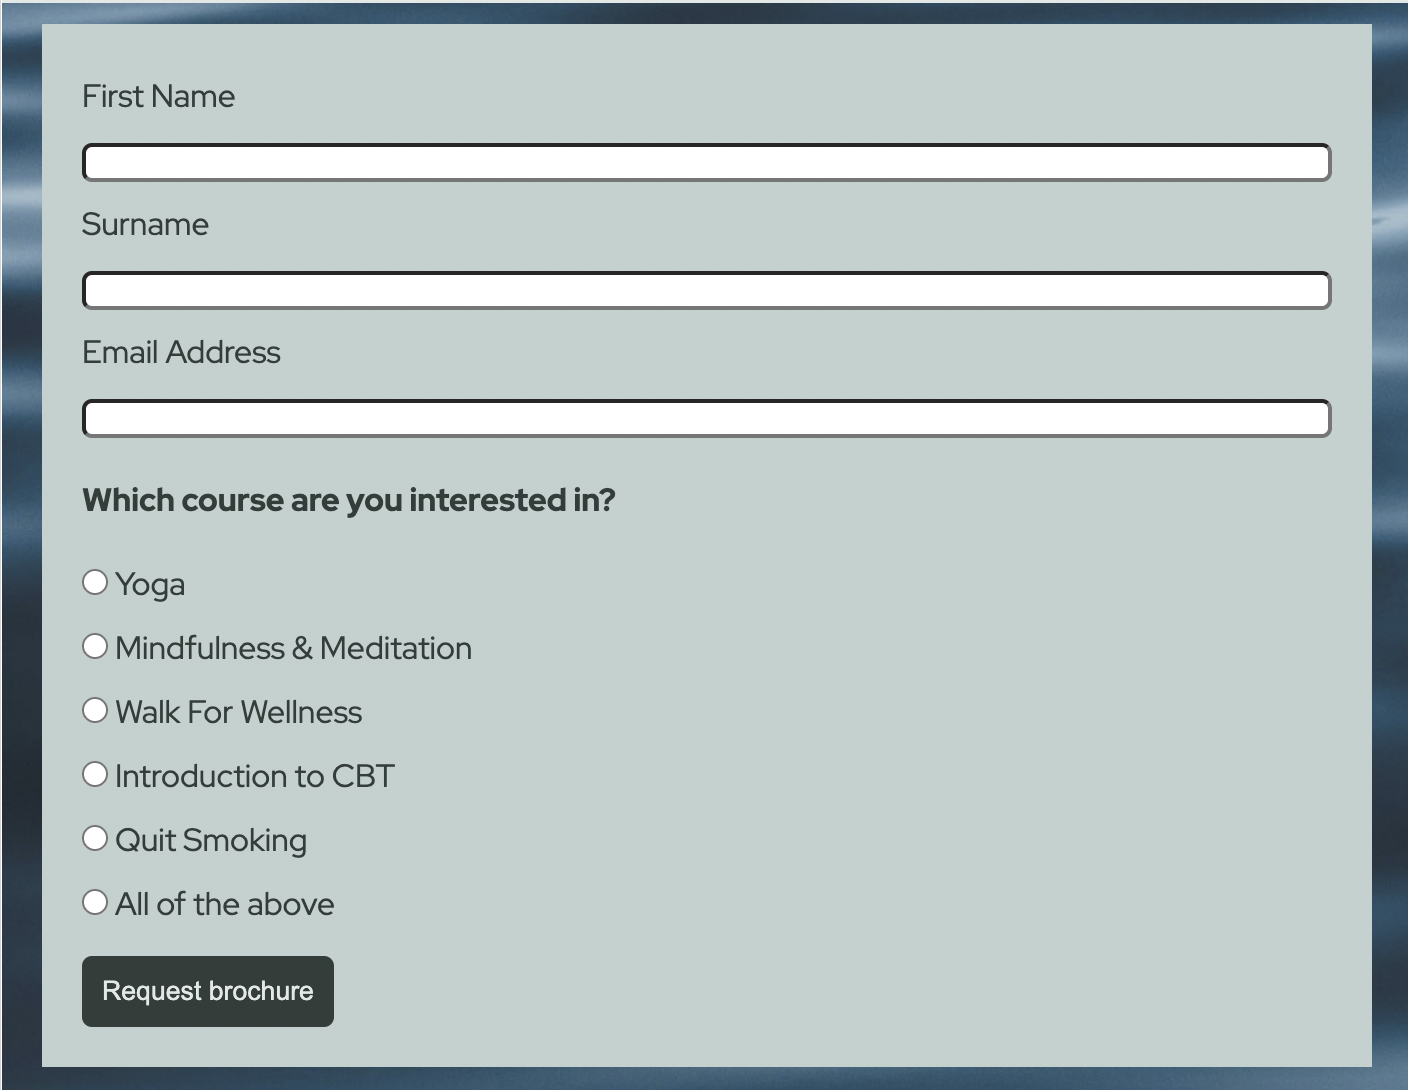 First Name
Surname
Email Address
Which course are you interested in?
Yoga
Mindfulness & Meditation
Walk For Wellness
Introduction to CBT
Quit Smoking
All of the above
Request brochure